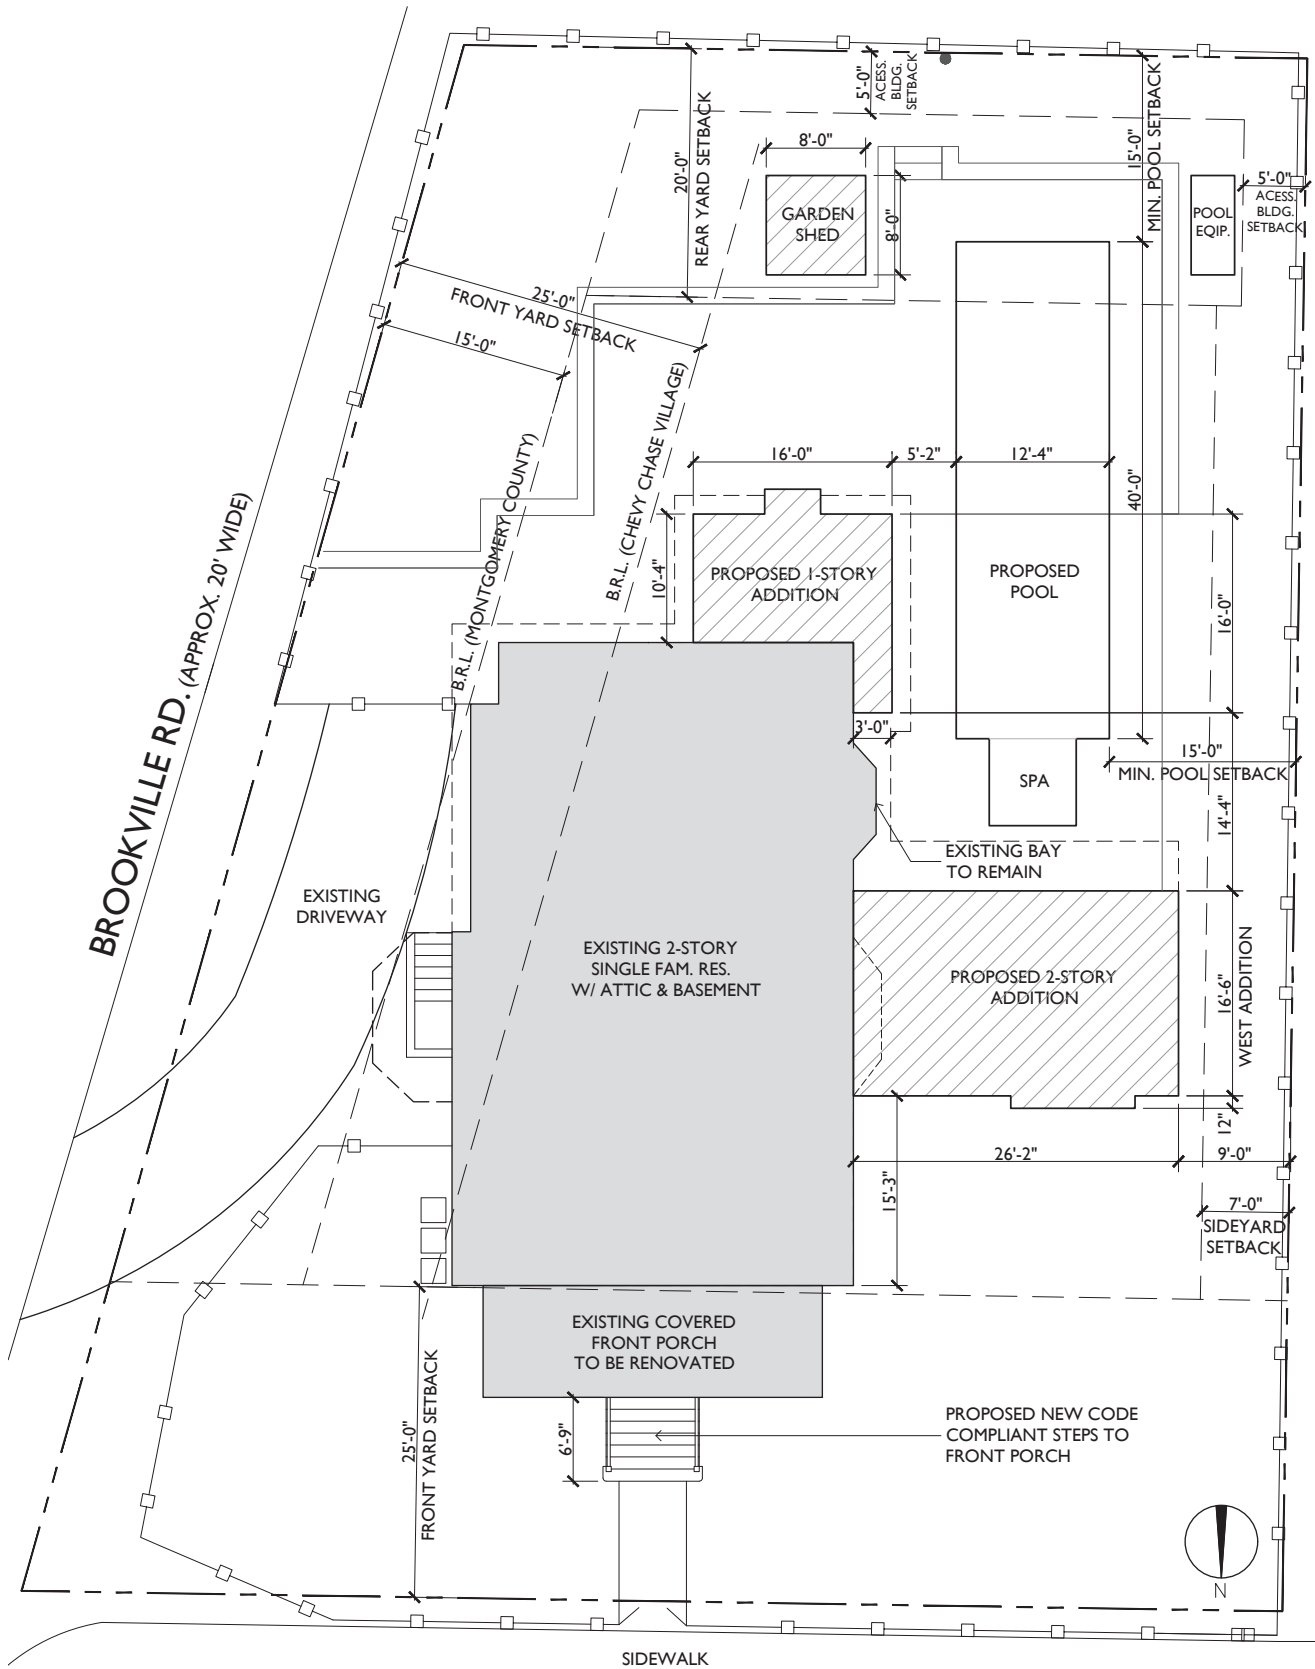 5'-0"
ACESS.
BLDG.
SETBACK
20'-0"
REAR YARD SETBACK
15'-0"
MIN. POOL SETBACK
8'-0"
GARDEN
SHED
8'-0"
POOL
EQIP.
5'-0"
ACESS.
BLDG.
SETBACK
25'-0"
FRONT YARD SETBACK
15'-0"
B.R.L. (MONTGOMERY COUNTY)
B.R.L. (CHEVY CHASE VILLAGE)
BROOKVILLE RD. (APPROX. 20' WIDE)
16'-0"
5'-2"
12'-4"
40'-0"
10'-4"
PROPOSED 1-STORY
ADDITION
PROPOSED
POOL
16'-0"
3'-0"
15'-0"
MIN. POOL SETBACK
SPA
14'-4"
EXISTING BAY
TO REMAIN
EXISTING
DRIVEWAY
EXISTING 2-STORY
SINGLE FAM. RES.
W/ ATTIC & BASEMENT
PROPOSED 2-STORY
ADDITION
16'-6"
WEST ADDITION
12"
26'-2"
9'-0"
15'-3"
7'-0"
SIDEYARD
SETBACK
EXISTING COVERED
FRONT PORCH
TO BE RENOVATED
25'-0"
FRONT YARD SETBACK
6'-9"
PROPOSED NEW CODE
COMPLIANT STEPS TO
FRONT PORCH
N
SIDEWALK